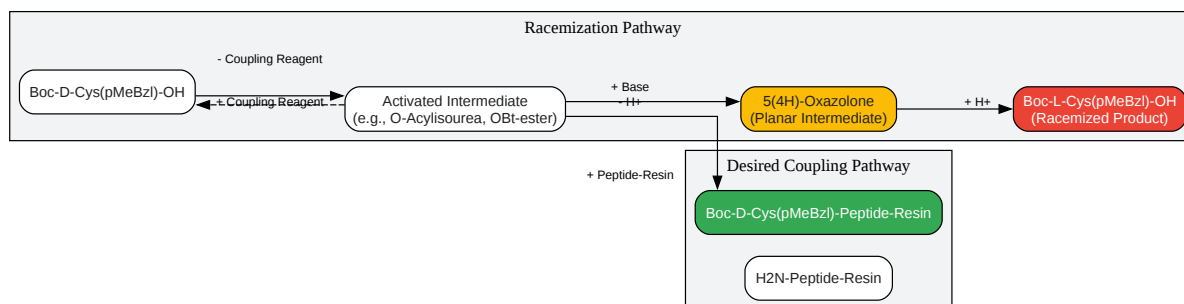 Racemization Pathway
- Coupling Reagent
Boc-D-Cys(pMeBzl)-OH
+ Coupling Reagent
Activated Intermediate
(e.g., O-Acylisourea, OBt-ester)
+ Base
- H+
5(4H)-Oxazolone
(Planar Intermediate)
+ H+
Boc-L-Cys(pMeBzl)-OH
(Racemized Product)
+ Peptide-Resin
Desired Coupling Pathway
Boc-D-Cys(pMeBzl)-Peptide-Resin
H2N-Peptide-Resin